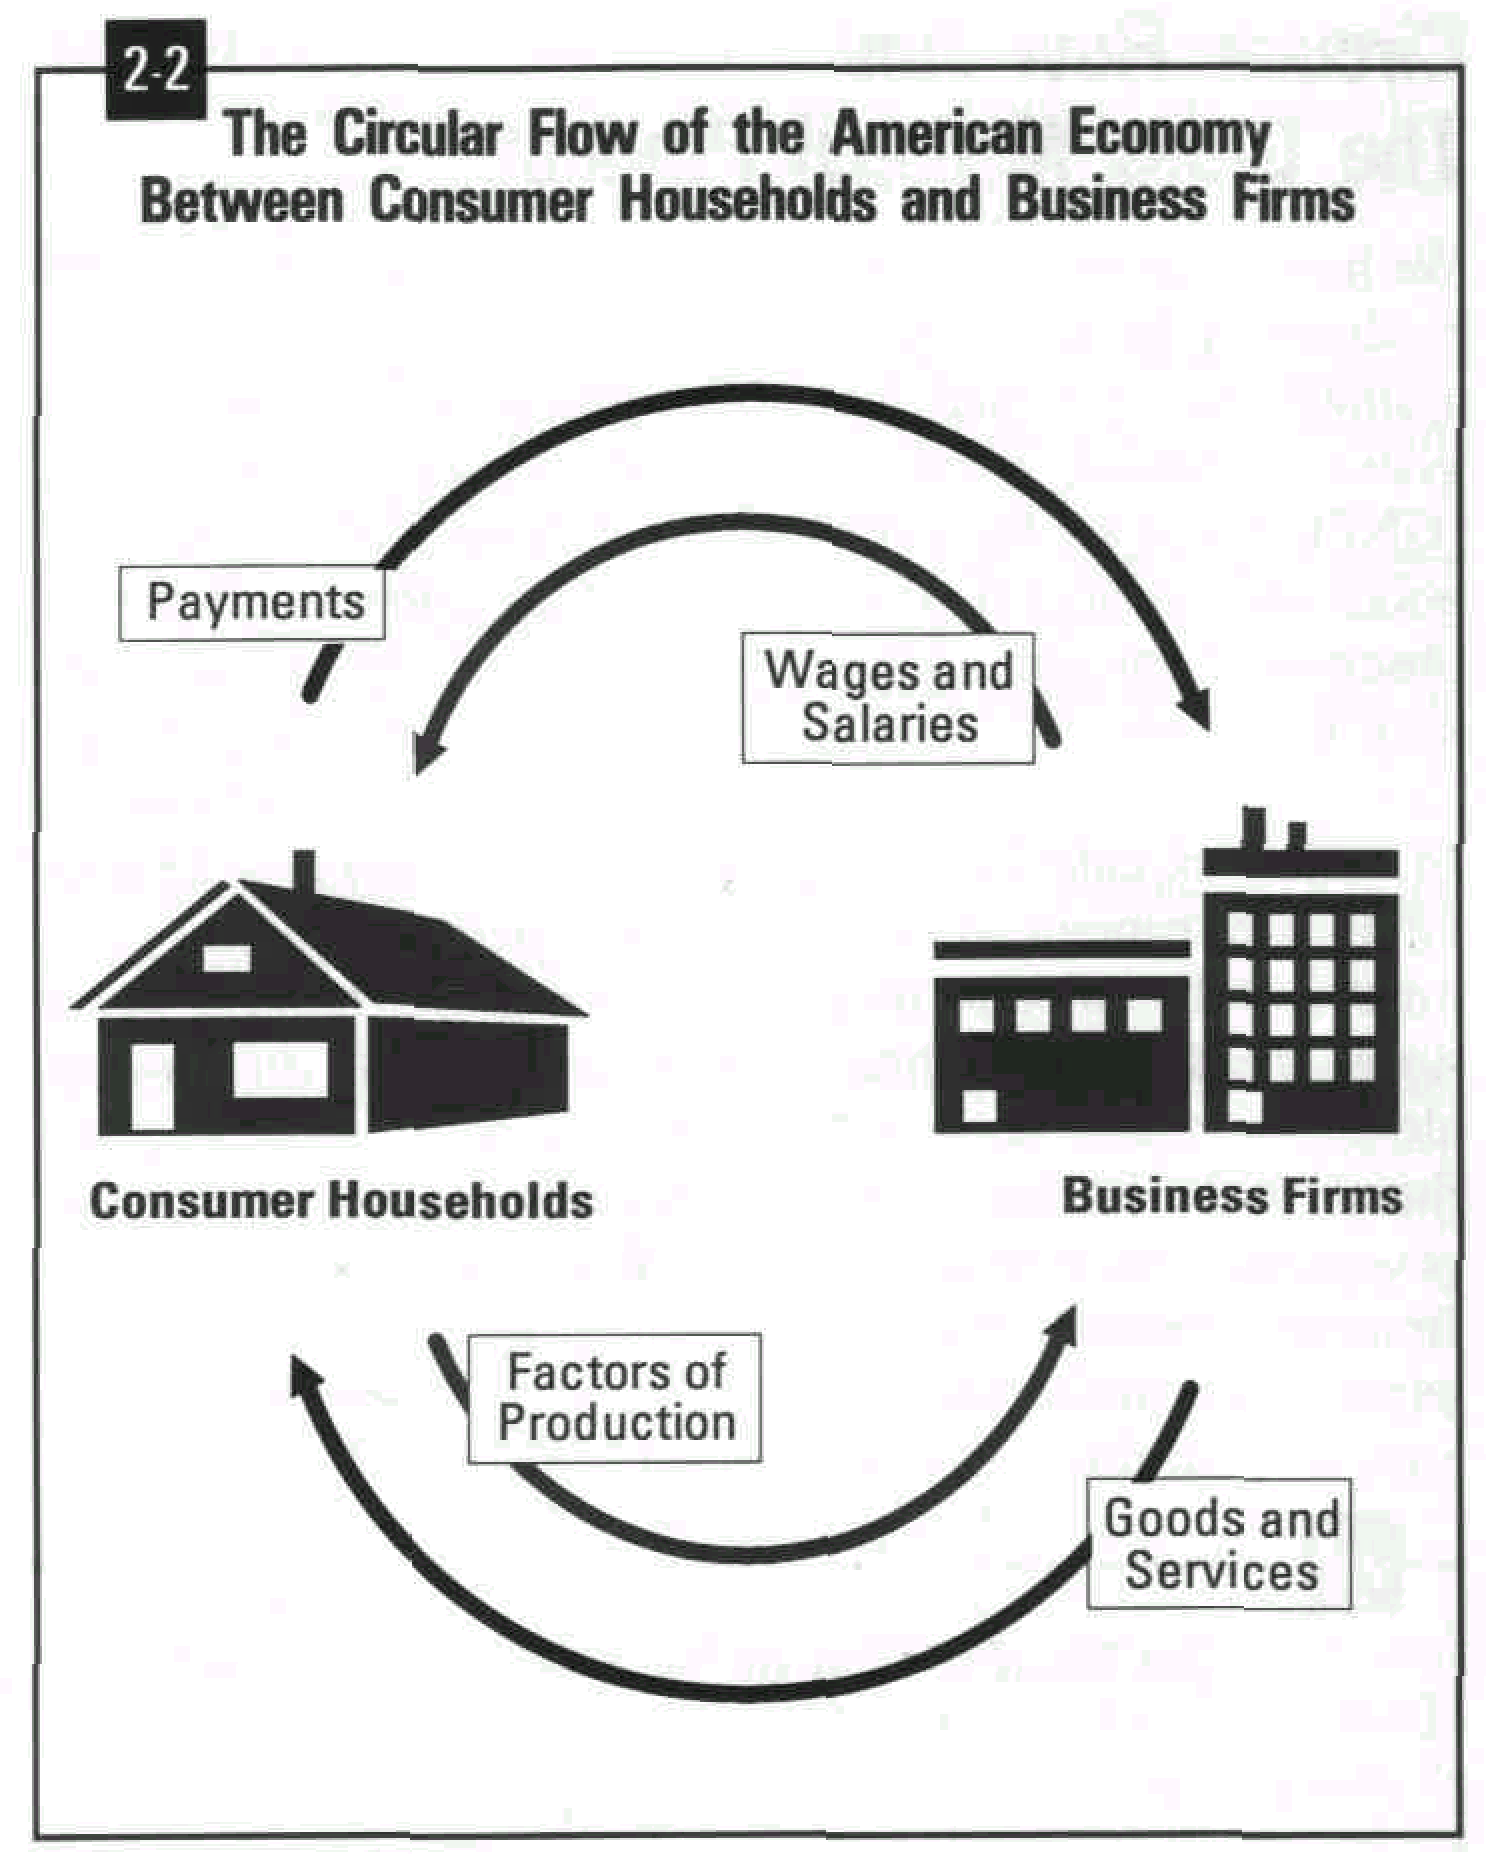 2-2
The Circular Flow of the American Economy
Between Consumer Households and Business Firms
Payments
Wages and
Salaries
Consumer Households
Business Firms
Factors of
Production
Goods and
Services